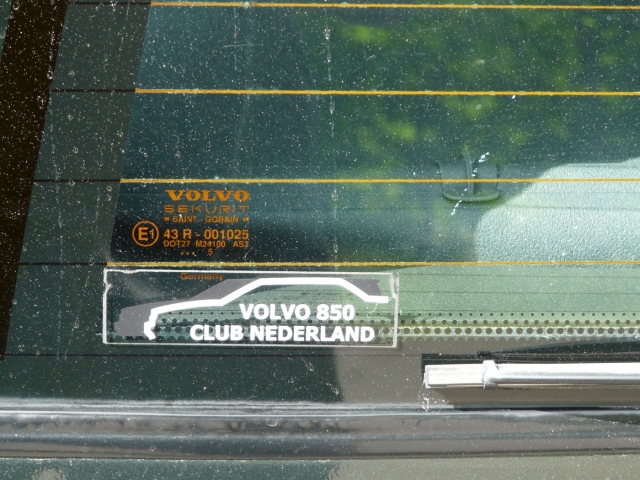 VOLVO
SEKURIT
SAINT - GOBAIN
E1 43 R - 001025
DOT27 M24100 AS2
Germany
VOLVO 850
CLUB NEDERLAND